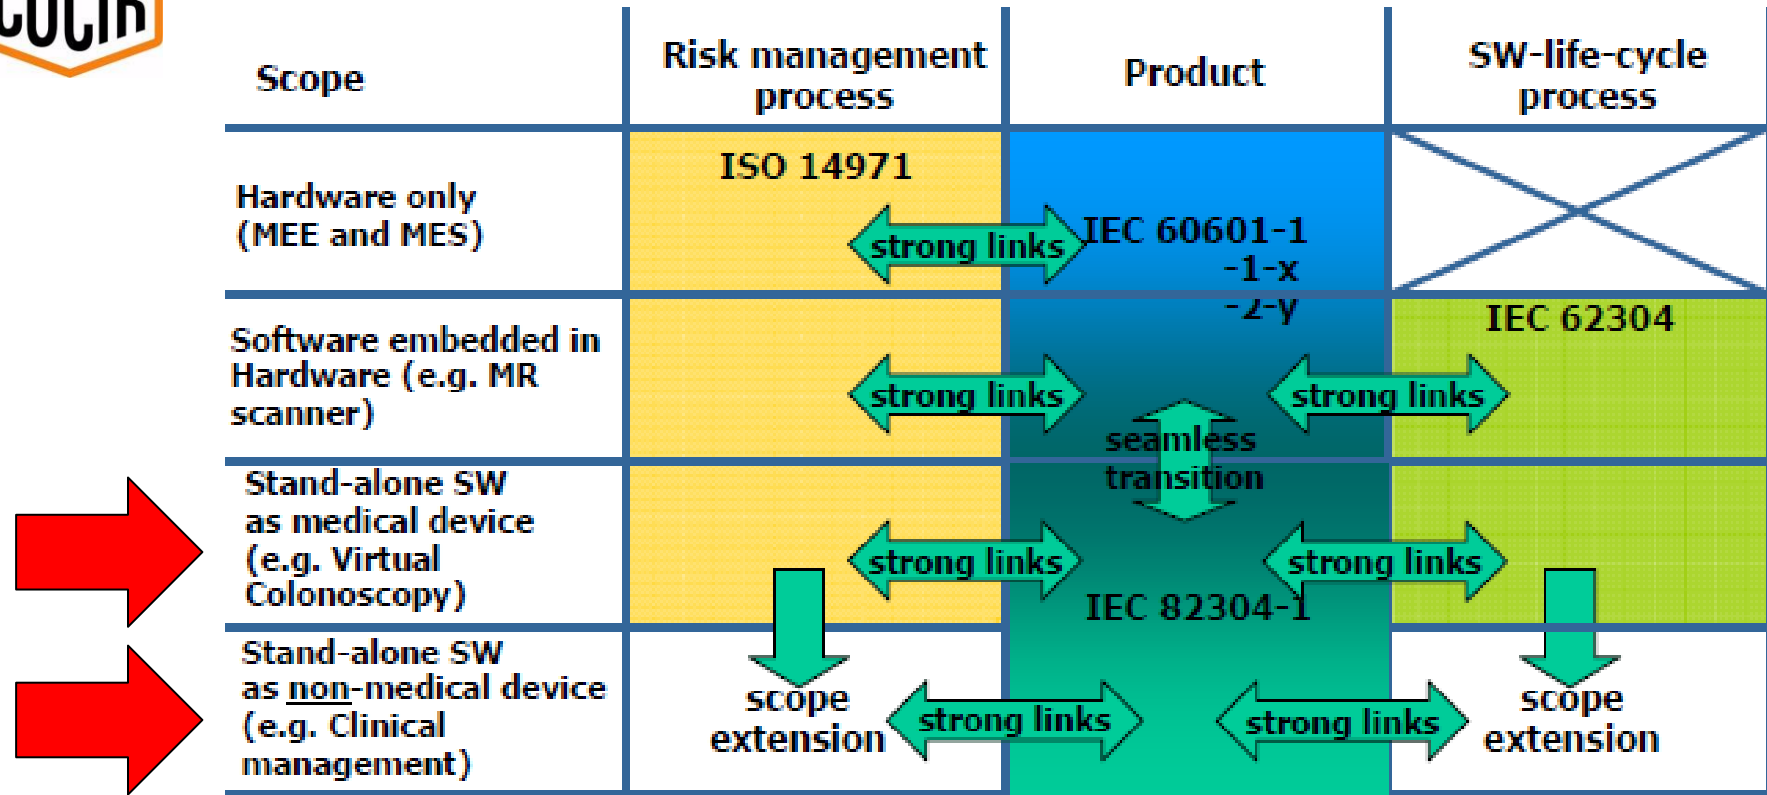 COCIR
Scope
Risk management
process
Product
SW-life-cycle
process
Hardware only
(MEE and MES)
ISO 14971
strong links
IEC 60601-1
-1-x
-2-y
Software embedded in
Hardware (e.g. MR
scanner)
strong links
strong links
IEC 62304
seamless
transition
Stand-alone SW
as medical device
(e.g. Virtual
Colonoscopy)
strong links
strong links
IEC 82304-1
Stand-alone SW
as non-medical device
(e.g. Clinical
management)
scope
extension
strong links
strong links
scope
extension